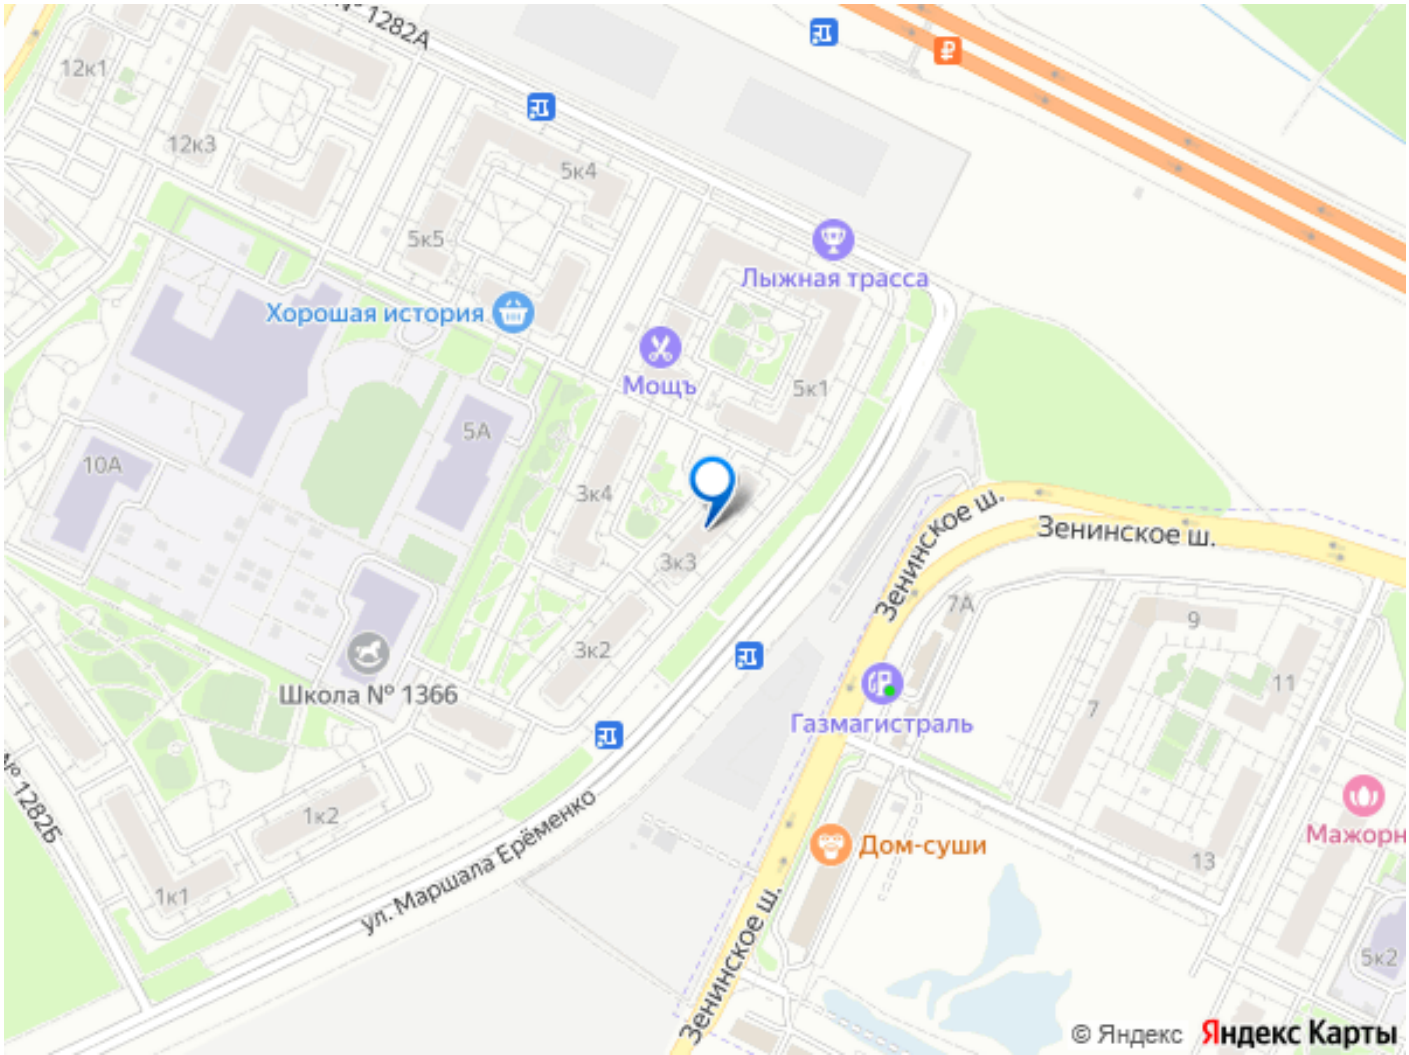 № 1282А
12к1
12к3
5к4
5к5
Лыжная трасса
Хорошая история
Мощъ
5к1
5А
10А
3к4
Зенинское ш.
Зенинское ш.
3к3
7А
9
3к2
11
Школа № 1366
7
Газмагистраль
№ 1282Б
1к2
ул. Маршала Ерёменко
Мажорн
Дом-суши
13
1к1
Зенинское ш.
5к2
© Яндекс Яндекс Карты